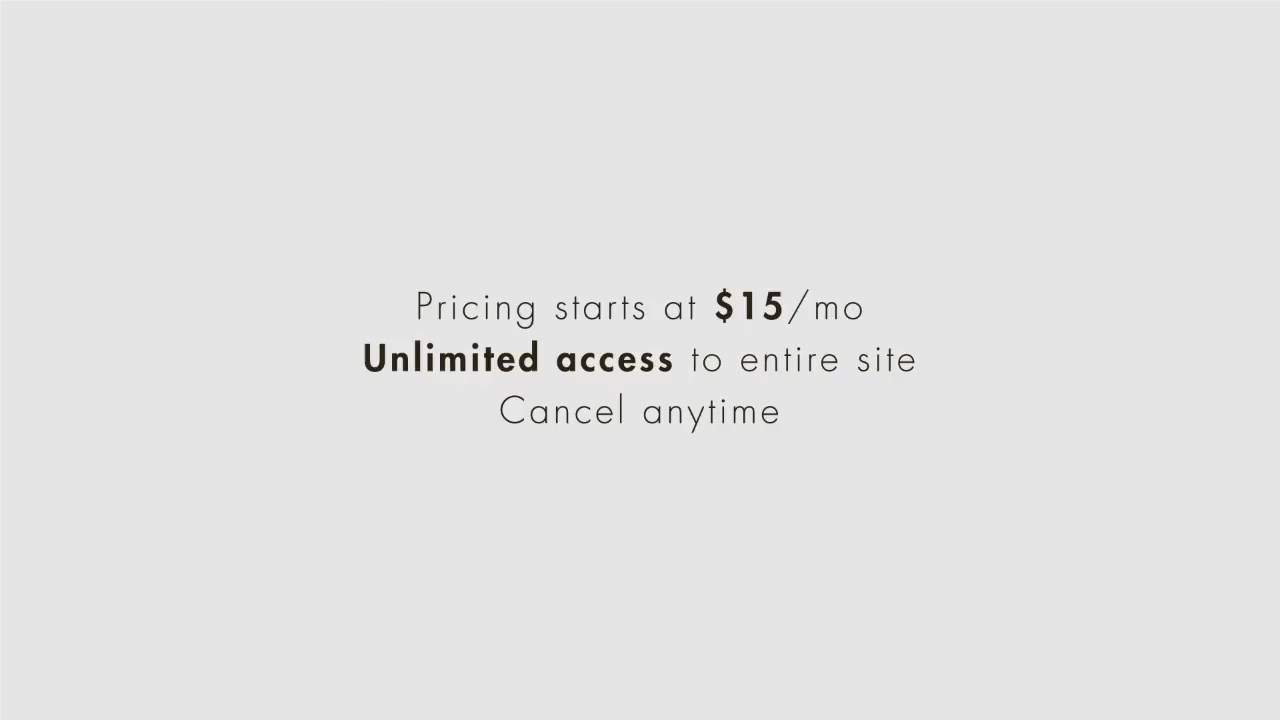 Pricing starts at $15/mo
Unlimited access to entire site
Cancel anytime